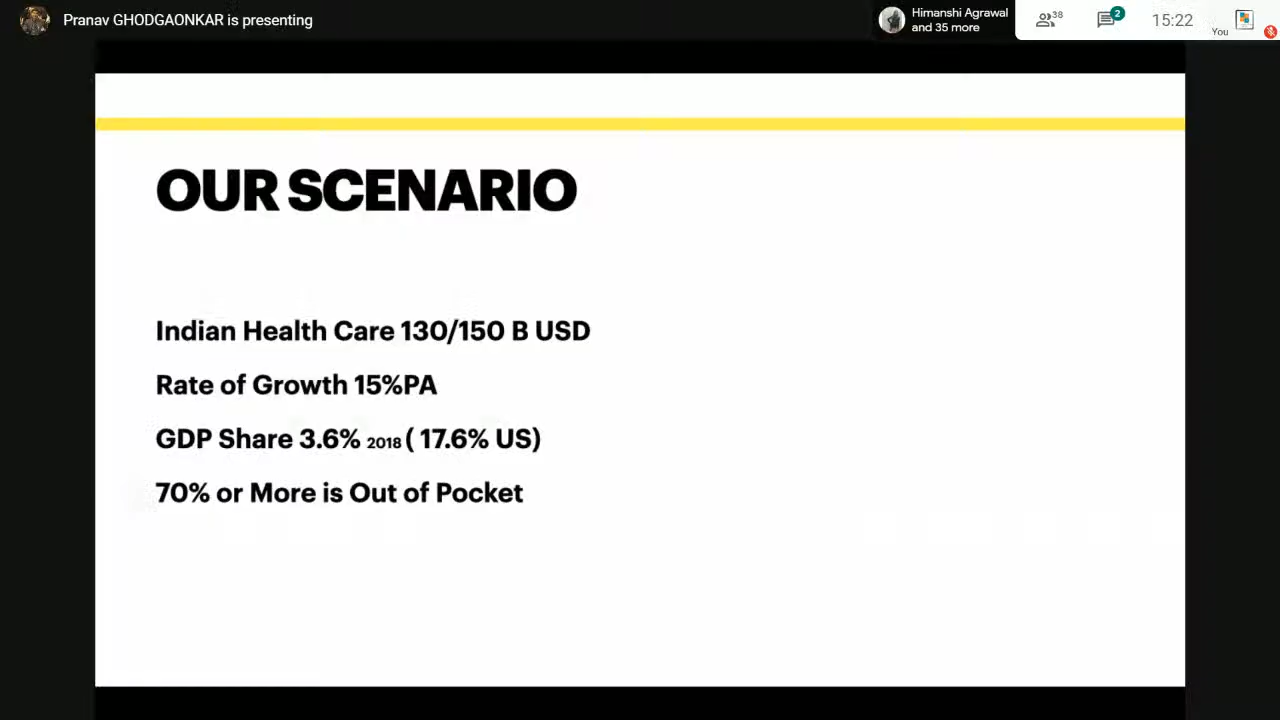 Pranav GHODGAONKAR is presenting
Himanshi Agrawal
and 35 more
38
2
15:22
You
OUR SCENARIO
Indian Health Care 130/150 B USD
Rate of Growth 15%PA
GDP Share 3.6% 2018 ( 17.6% US)
70% or More is Out of Pocket